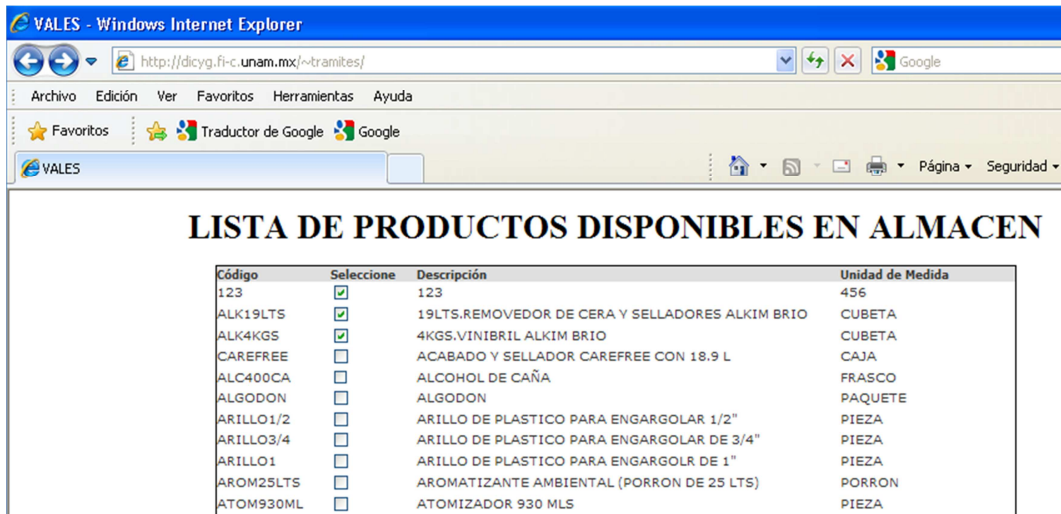 VALES - Windows Internet Explorer
http://dicyg.fi-c.unam.mx/~tramites/ Google
Archivo Edición Ver Favoritos Herramientas Ayuda
Favoritos Traductor de Google Google
VALES Página Seguridad
LISTA DE PRODUCTOS DISPONIBLES EN ALMACEN
Código Seleccione Descripción Unidad de Medida
123 123 456
ALK19LTS 19LTS.REMOVEDOR DE CERA Y SELLADORES ALKIM BRIO CUBETA
ALK4KGS 4KGS.VINIBRIL ALKIM BRIO CUBETA
CAREFREE ACABADO Y SELLADOR CAREFREE CON 18.9 L CAJA
ALC400CA ALCOHOL DE CAÑA FRASCO
ALGODON ALGODON PAQUETE
ARILLO1/2 ARILLO DE PLASTICO PARA ENGARGOLAR 1/2" PIEZA
ARILLO3/4 ARILLO DE PLASTICO PARA ENGARGOLAR DE 3/4" PIEZA
ARILLO1 ARILLO DE PLASTICO PARA ENGARGOLR DE 1" PIEZA
AROM25LTS AROMATIZANTE AMBIENTAL (PORRON DE 25 LTS) PORRON
ATOM930ML ATOMIZADOR 930 MLS PIEZA